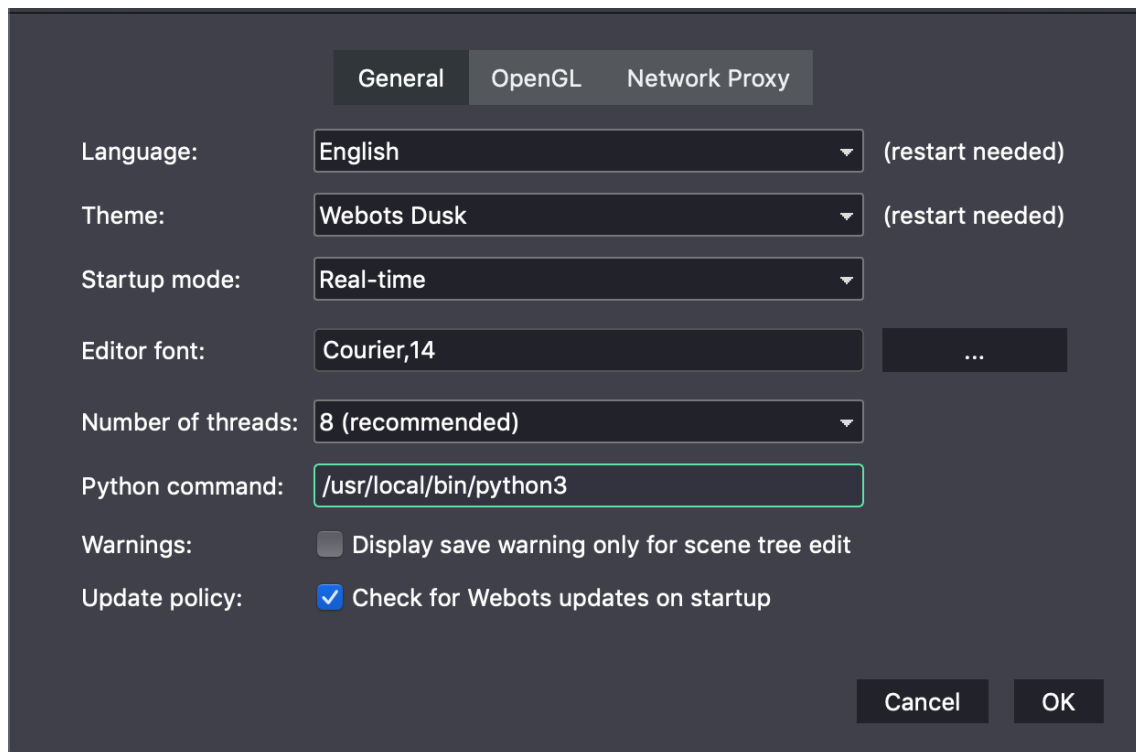 General OpenGL Network Proxy
Language: English (restart needed)
Theme: Webots Dusk (restart needed)
Startup mode: Real-time
Editor font: Courier,14 ...
Number of threads: 8 (recommended)
Python command: /usr/local/bin/python3
Warnings: Display save warning only for scene tree edit
Update policy: Check for Webots updates on startup
Cancel OK